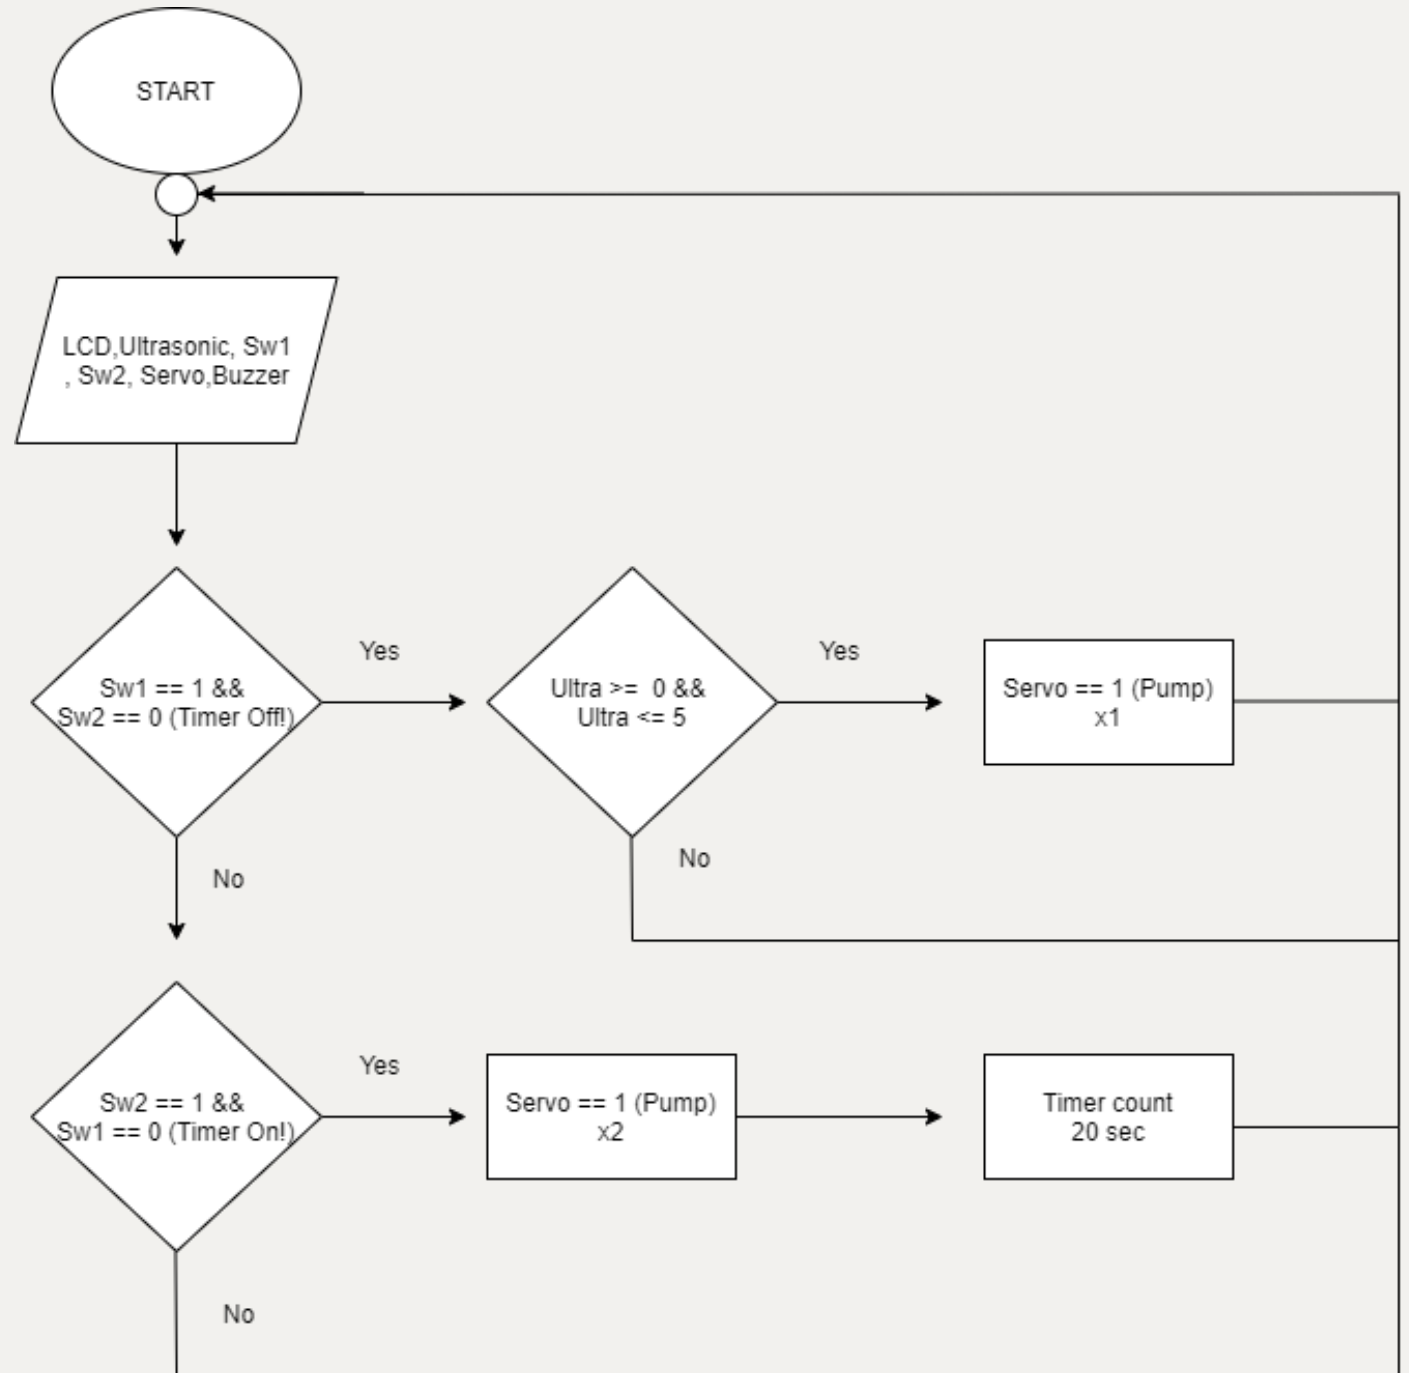 START
LCD,Ultrasonic, Sw1
, Sw2, Servo,Buzzer
Sw1 == 1 &&
Sw2 == 0 (Timer Off!)
Yes
Ultra >=  0 &&
Ultra <= 5
Yes
Servo == 1 (Pump)
x1
No
No
Sw2 == 1 &&
Sw1 == 0 (Timer On!)
Yes
Servo == 1 (Pump)
x2
Timer count
20 sec
No